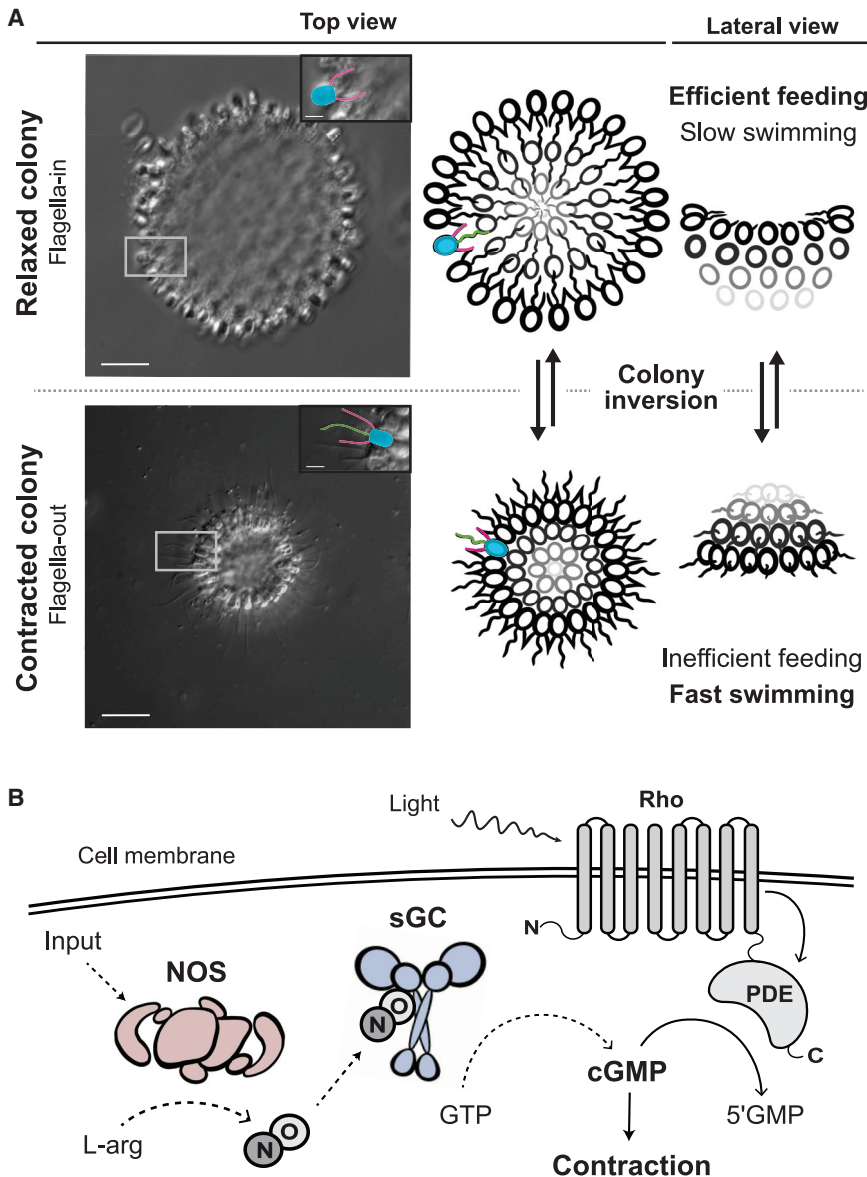 A
Top view
Lateral view
Relaxed colony
Flagella-in
Efficient feeding
Slow swimming
Colony
inversion
Contracted colony
Flagella-out
Inefficient feeding
Fast swimming
B
Light
Rho
Cell membrane
N
Input
sGC
NOS
PDE
C
O
N
cGMP
GTP
5'GMP
L-arg
O
N
Contraction